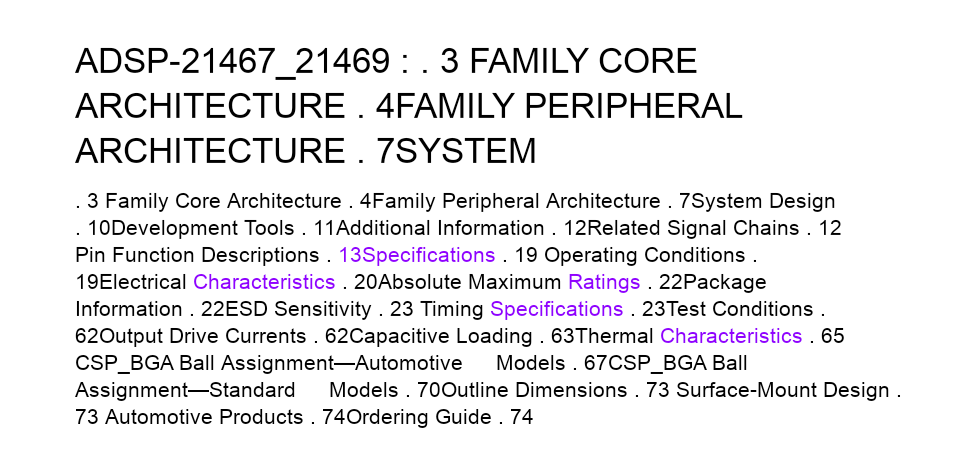 ADSP-21467_21469 : . 3 FAMILY CORE
ARCHITECTURE . 4FAMILY PERIPHERAL
ARCHITECTURE . 7SYSTEM
. 3 Family Core Architecture . 4Family Peripheral Architecture . 7System Design
. 10Development Tools . 11Additional Information . 12Related Signal Chains . 12
Pin Function Descriptions . 13Specifications . 19 Operating Conditions .
19Electrical Characteristics . 20Absolute Maximum Ratings . 22Package
Information . 22ESD Sensitivity . 23 Timing Specifications . 23Test Conditions .
62Output Drive Currents . 62Capacitive Loading . 63Thermal Characteristics . 65
CSP_BGA Ball Assignment—Automotive Models . 67CSP_BGA Ball
Assignment—Standard Models . 70Outline Dimensions . 73 Surface-Mount Design .
73 Automotive Products . 74Ordering Guide . 74